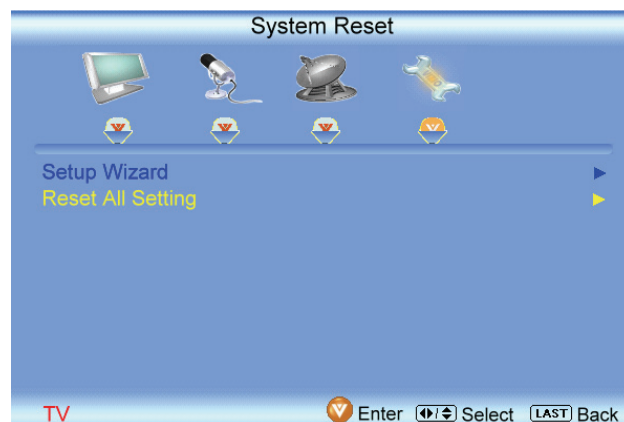 System Reset
Setup Wizard
Reset All Setting
TV
V Enter Select LAST Back